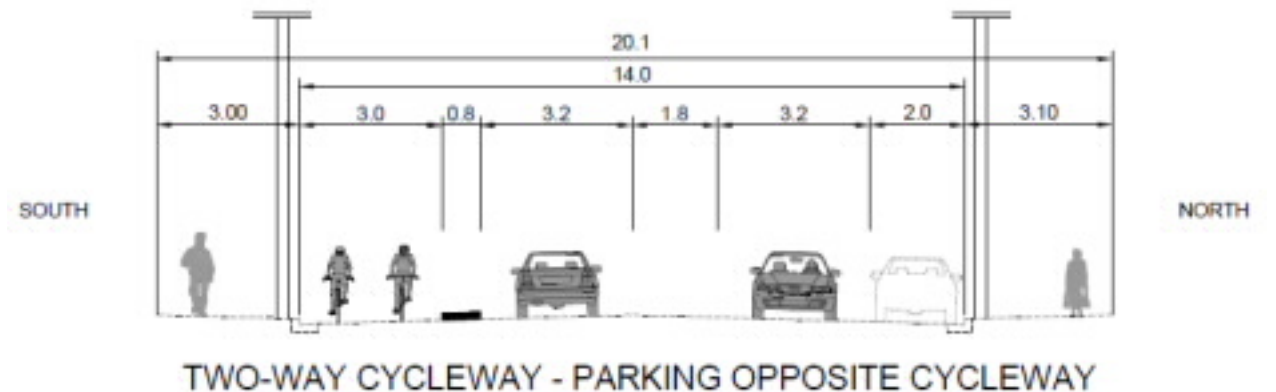 20.1
14.0
3.00 3.0 0.8 3.2 1.8 3.2 2.0 3.10
SOUTH NORTH
TWO-WAY CYCLEWAY - PARKING OPPOSITE CYCLEWAY